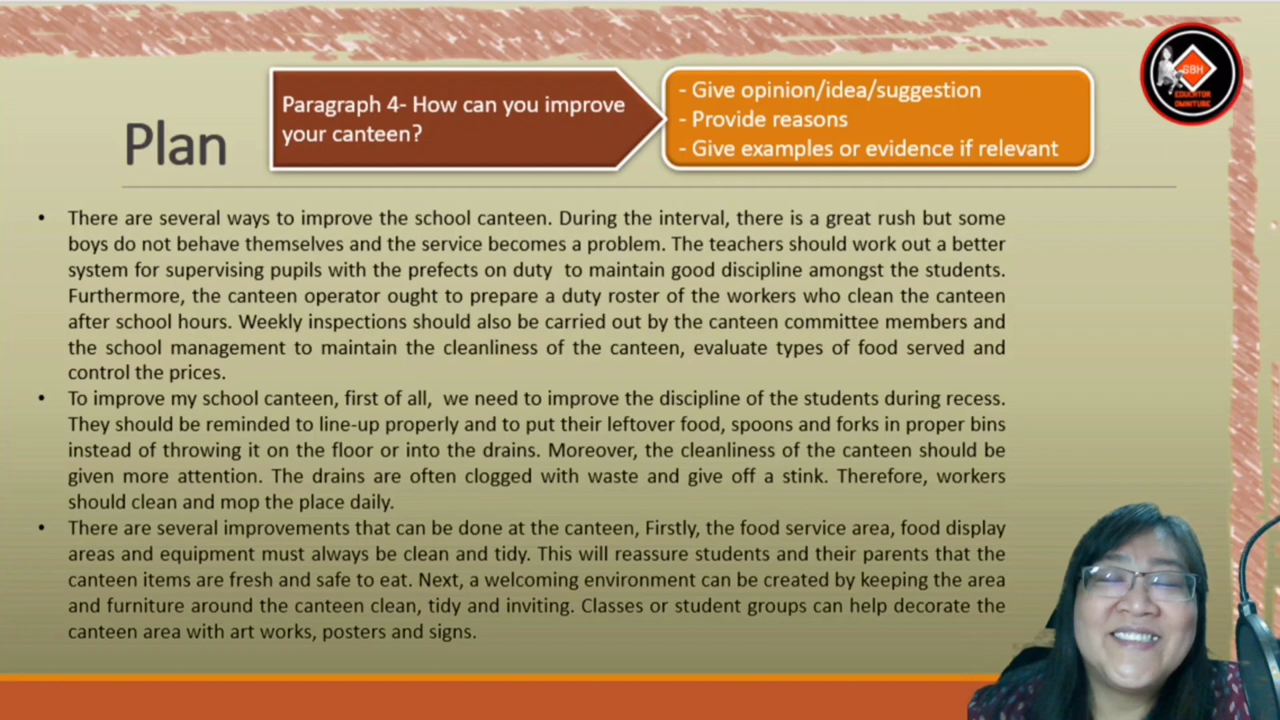 Plan
Paragraph 4- How can you improve
your canteen?
- Give opinion/idea/suggestion
- Provide reasons
- Give examples or evidence if relevant
GBH
EDUCATOR
OMNITURE
• There are several ways to improve the school canteen. During the interval, there is a great rush but some
boys do not behave themselves and the service becomes a problem. The teachers should work out a better
system for supervising pupils with the prefects on duty to maintain good discipline amongst the students.
Furthermore, the canteen operator ought to prepare a duty roster of the workers who clean the canteen
after school hours. Weekly inspections should also be carried out by the canteen committee members and
the school management to maintain the cleanliness of the canteen, evaluate types of food served and
control the prices.
• To improve my school canteen, first of all, we need to improve the discipline of the students during recess.
They should be reminded to line-up properly and to put their leftover food, spoons and forks in proper bins
instead of throwing it on the floor or into the drains. Moreover, the cleanliness of the canteen should be
given more attention. The drains are often clogged with waste and give off a stink. Therefore, workers
should clean and mop the place daily.
• There are several improvements that can be done at the canteen, Firstly, the food service area, food display
areas and equipment must always be clean and tidy. This will reassure students and their parents that the
canteen items are fresh and safe to eat. Next, a welcoming environment can be created by keeping the area
and furniture around the canteen clean, tidy and inviting. Classes or student groups can help decorate the
canteen area with art works, posters and signs.